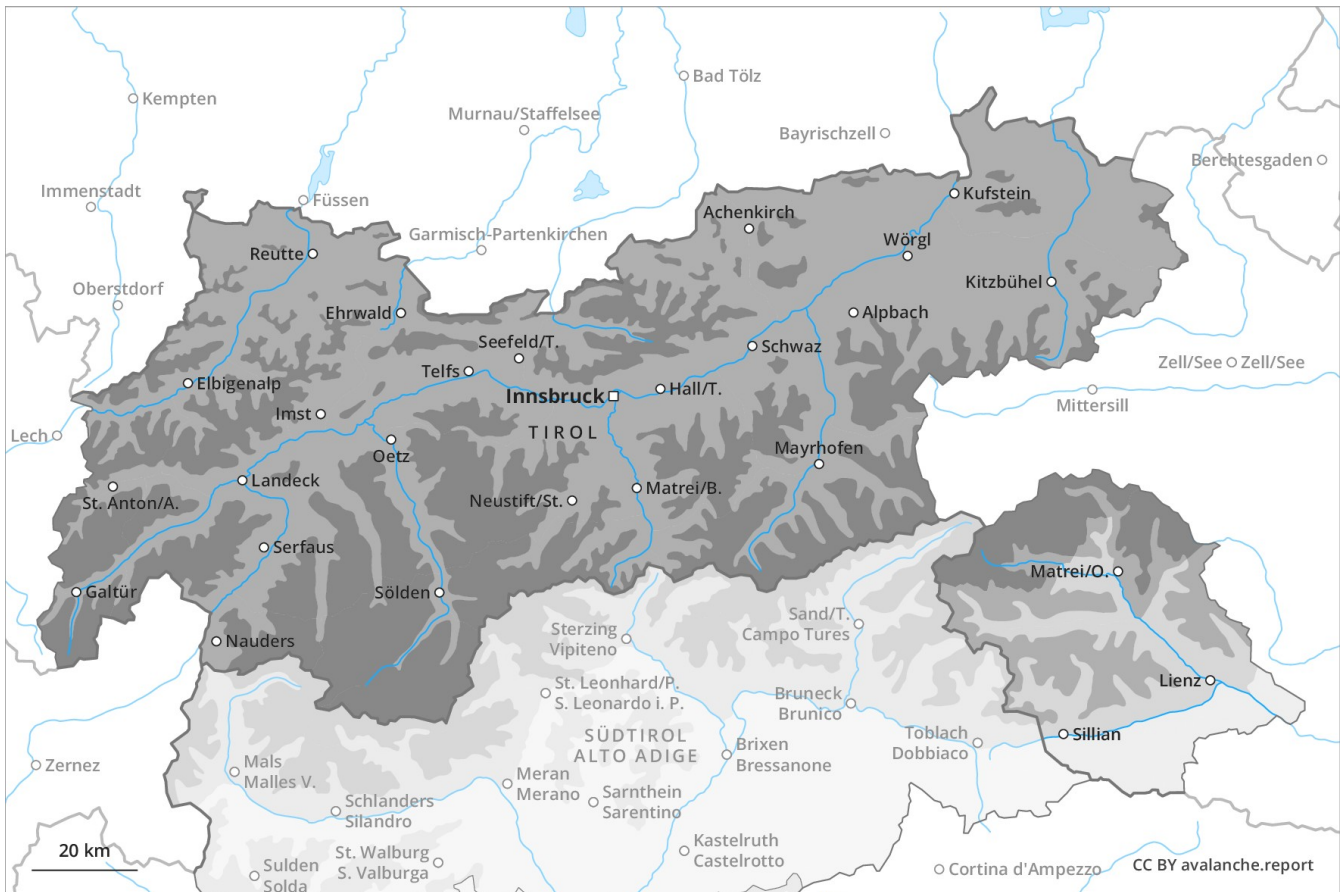 Kempten
Bad Tölz
Murnau/Staffelsee
Bayrischzell
Berchtesgaden
Immenstadt
Füssen
Kufstein
Achenkirch
Garmisch-Partenkirchen
Wörgl
Reutte
Oberstdorf
Kitzbühel
Ehrwald
Alpbach
Seefeld/T.
Schwaz
Telfs
Zell/See
Zell/See
Elbigenalp
Hall/T.
Innsbruck
Mittersill
Imst
TIROL
Lech
Oetz
Mayrhofen
Landeck
Matrei/B.
St. Anton/A.
Neustift/St.
Serfaus
Matrei/O.
Galtür
Sölden
Sand/T.
Campo Tures
Sterzing
Vipiteno
Nauders
Lienz
St. Leonhard/P.
S. Leonardo i. P.
Bruneck
Brunico
SÜDTIROL
ALTO ADIGE
Toblach
Dobbiaco
Sillian
Brixen
Bressanone
Zernez
Mals
Malles V.
Meran
Merano
Schlanders
Silandro
Sarnthein
Sarentino
Kastelruth
Castelrotto
20 km
St. Walburg
S. Valburga
Sulden
Solda
Cortina d'Ampezzo
CC BY avalanche.report